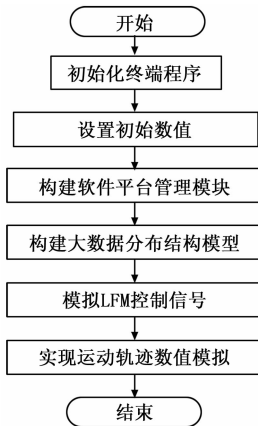 开始
初始化终端程序
设置初始数值
构建软件平台管理模块
构建大数据分布结构模型
模拟LFM控制信号
实现运动轨迹数值模拟
结束